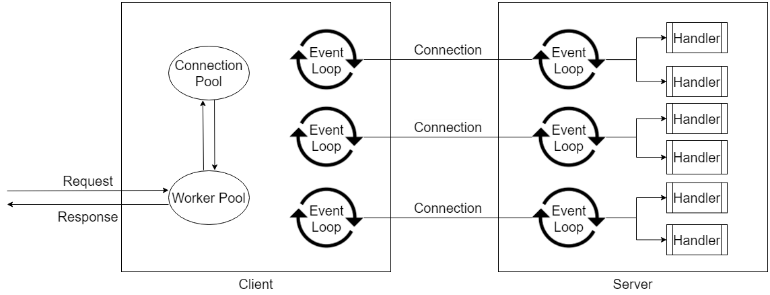 Connection
Pool
Request
Worker Pool
Response
Event
Loop
Event
Loop
Event
Loop
Client
Connection
Connection
Connection
Event
Loop
Handler
Handler
Event
Loop
Handler
Handler
Event
Loop
Handler
Handler
Server